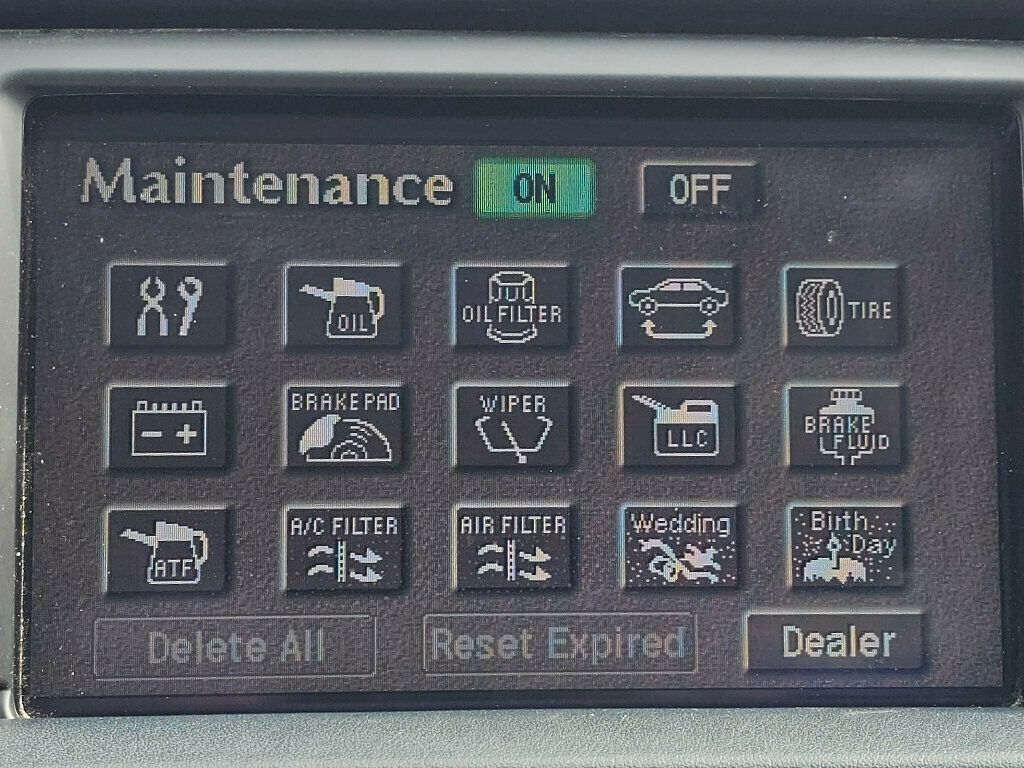 Maintenance ON OFF
OIL
OIL FILTER
TIRE
- +
BRAKE PAD
WIPER
LLC
BRAKE
FLUID
ATF
A/C FILTER
AIR FILTER
Wedding
Birth
Day
Delete All
Reset Expired
Dealer